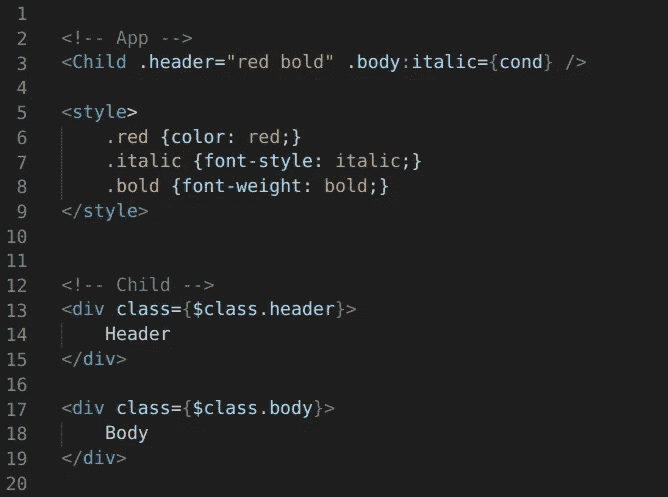 1
2 <!-- App -->
3 <Child .header="red bold" .body:italic={cond} />
4
5 <style>
6     .red {color: red;}
7     .italic {font-style: italic;}
8     .bold {font-weight: bold;}
9 </style>
10
11
12 <!-- Child -->
13 <div class={$class.header}>
14     Header
15 </div>
16
17 <div class={$class.body}>
18     Body
19 </div>
20